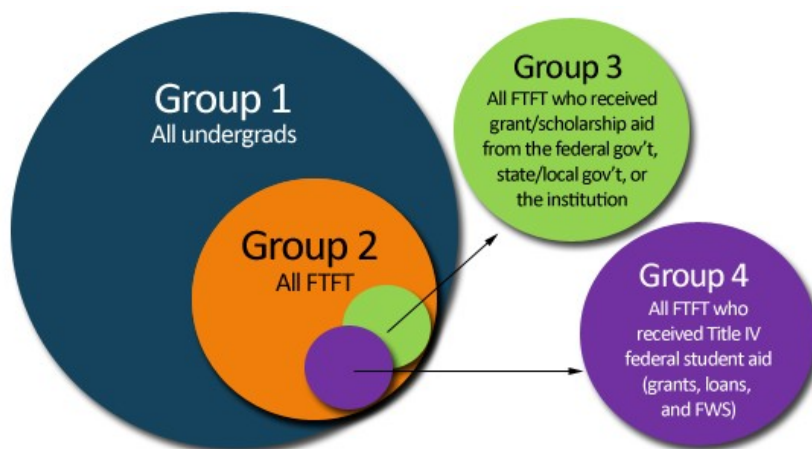 Group 1
All undergrads
Group 2
All FTFT
Group 3
All FTFT who received
grant/scholarship aid
from the federal gov't,
state/local gov't, or
the institution
Group 4
All FTFT who
received Title IV
federal student aid
(grants, loans,
and FWS)